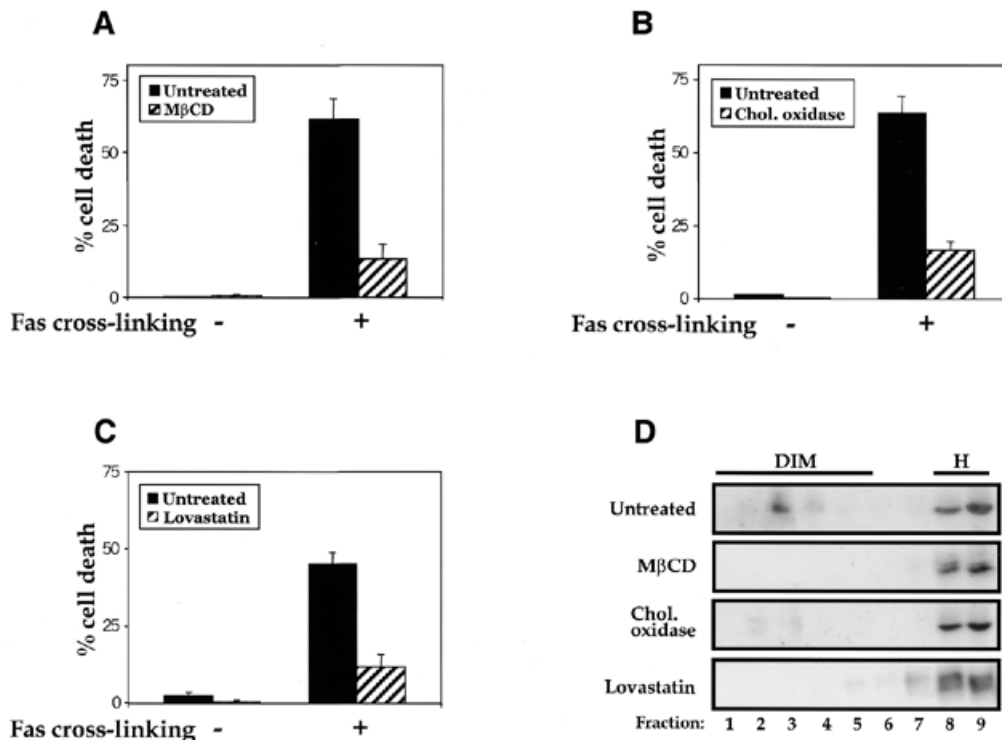 A
% cell death
75
50
25
0
Untreated
MβCD
Fas cross-linking - +
B
% cell death
75
50
25
0
Untreated
Chol. oxidase
Fas cross-linking - +
C
% cell death
75
50
25
0
Untreated
Lovastatin
Fas cross-linking - +
D
DIM H
Untreated
MβCD
Chol.
oxidase
Lovastatin
Fraction: 1 2 3 4 5 6 7 8 9